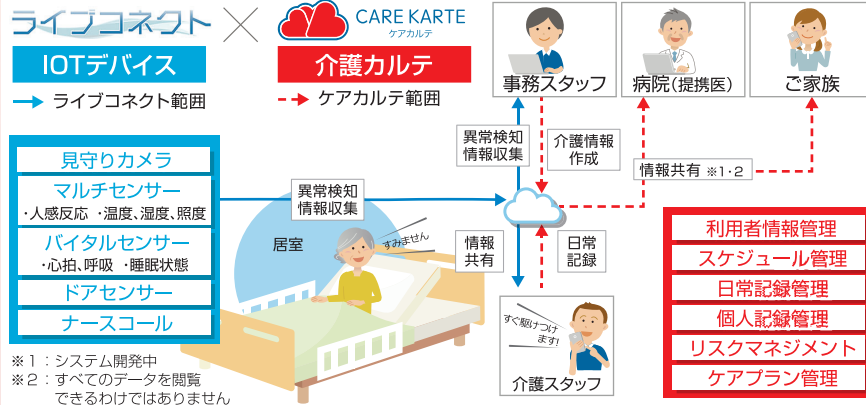 ライブコネクト
CARE KARTE
ケアカルテ
IOTデバイス
介護カルテ
ライブコネクト範囲
ケアカルテ範囲
事務スタッフ
病院(提携医)
ご家族
見守りカメラ
マルチセンサー
・人感反応 ・温度、湿度、照度
バイタルセンサー
・心拍、呼吸 ・睡眠状態
ドアセンサー
ナースコール
異常検知
情報収集
異常検知
情報収集
介護情報
作成
情報共有 ※1・2
居室
すみません
情報
共有
日常
記録
すぐ駆けつけ
ます!
介護スタッフ
利用者情報管理
スケジュール管理
日常記録管理
個人記録管理
リスクマネジメント
ケアプラン管理
※1:システム開発中
※2:すべてのデータを閲覧
できるわけではありません